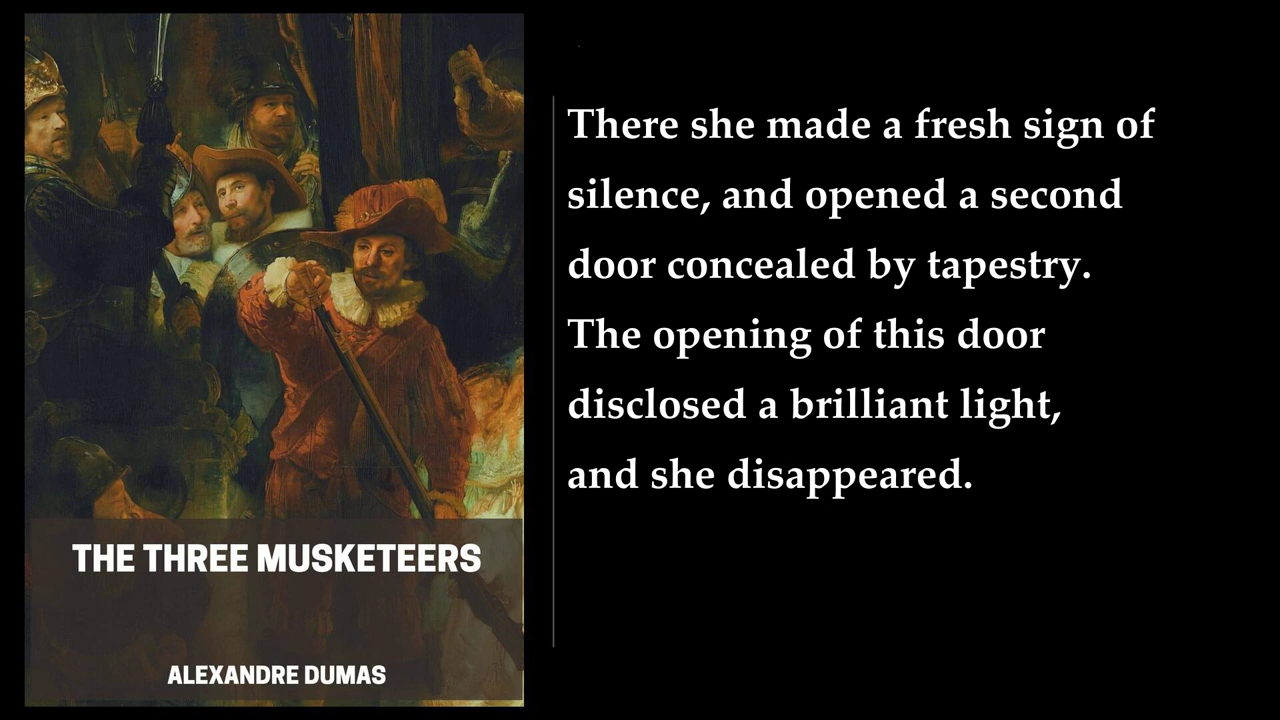 There she made a fresh sign of
silence, and opened a second
door concealed by tapestry.
The opening of this door
disclosed a brilliant light,
and she disappeared.
THE THREE MUSKETEERS
ALEXANDRE DUMAS